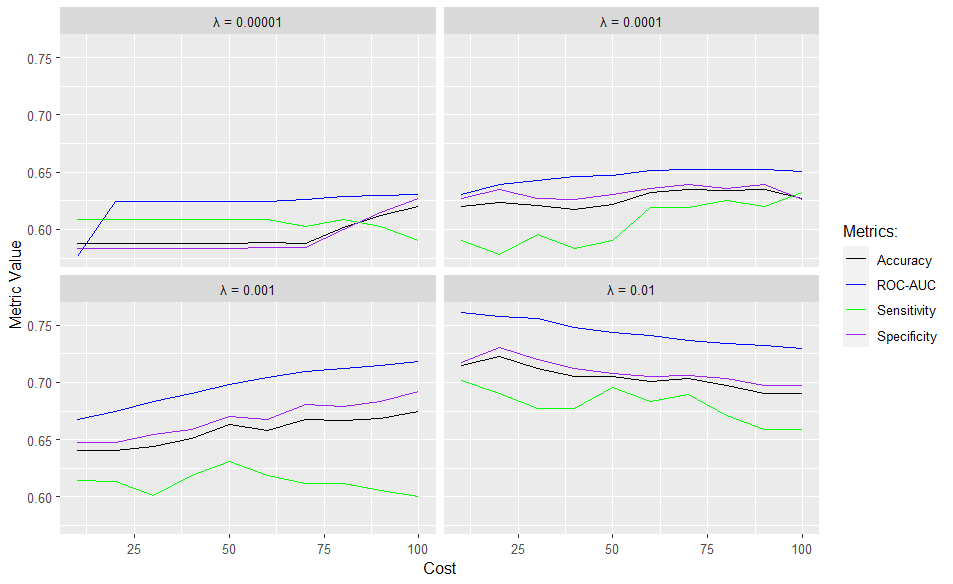 λ = 0.00001
λ = 0.0001
0.75
0.70
0.65
0.60
Metric Value
λ = 0.001
λ = 0.01
0.75
0.70
0.65
0.60
25
50
75
100
25
50
75
100
Cost
Metrics:
Accuracy
ROC-AUC
Sensitivity
Specificity